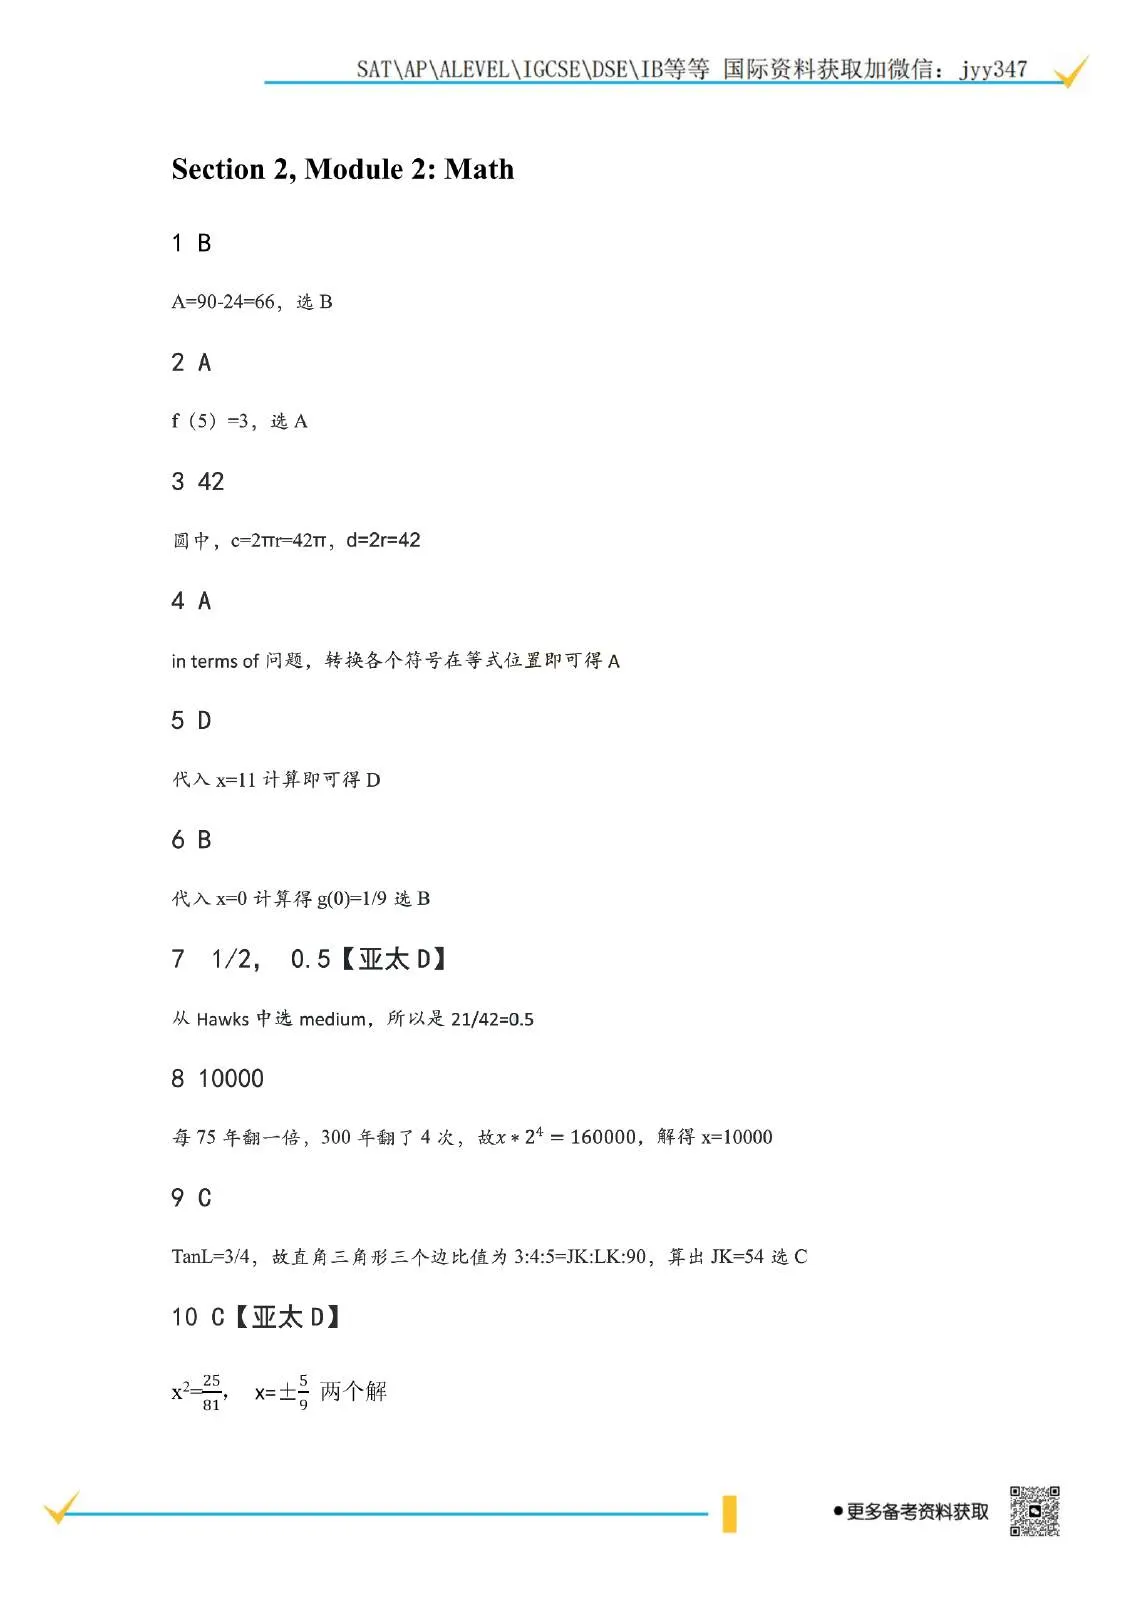 SAT\AP\ALEVEL\IGCSE\DSE\IB等等 国际资料获取加微信：jyy347
Section 2, Module 2: Math
1 B
A=90-24=66，选 B
2 A
f（5）=3，选 A
3 42
圆中，c=2πr=42π，d=2r=42
4 A
in terms of 问题，转换各个符号在等式位置即可得 A
5 D
代入 x=11 计算即可得 D
6 B
代入 x=0 计算得 g(0)=1/9 选 B
7 1/2， 0.5【亚太 D】
从 Hawks 中选 medium，所以是 21/42=0.5
8 10000
每 75 年翻一倍，300 年翻了 4 次，故x ∗ 2⁴ = 160000，解得 x=10000
9 C
TanL=3/4，故直角三角形三个边比值为 3:4:5=JK:LK:90，算出 JK=54 选 C
10 C【亚太 D】
x²=25/81， x=±5/9 两个解
●更多备考资料获取